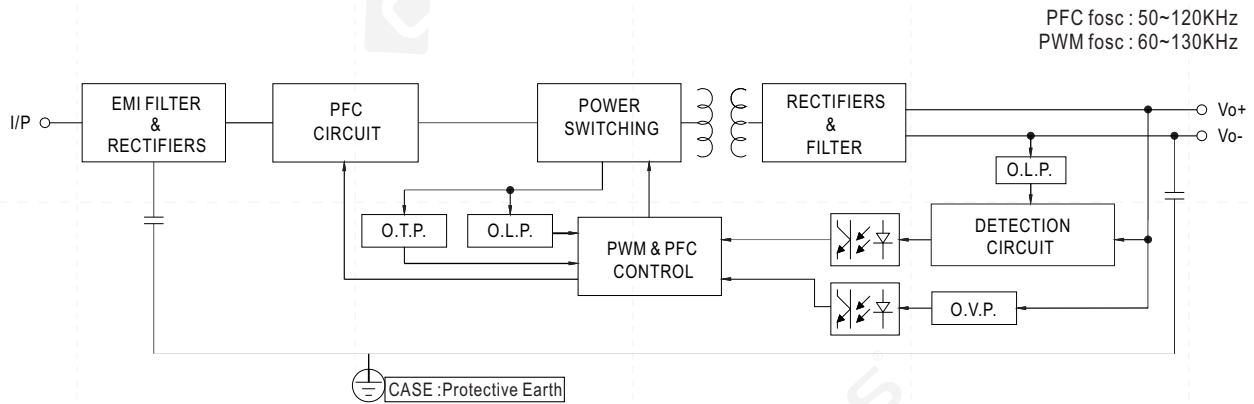 PFC fosc : 50~120KHz
PWM fosc : 60~130KHz
I/P
EMI FILTER
&
RECTIFIERS
PFC
CIRCUIT
POWER
SWITCHING
RECTIFIERS
&
FILTER
Vo+
Vo-
O.L.P.
O.T.P.
O.L.P.
PWM & PFC
CONTROL
DETECTION
CIRCUIT
O.V.P.
CASE :Protective Earth